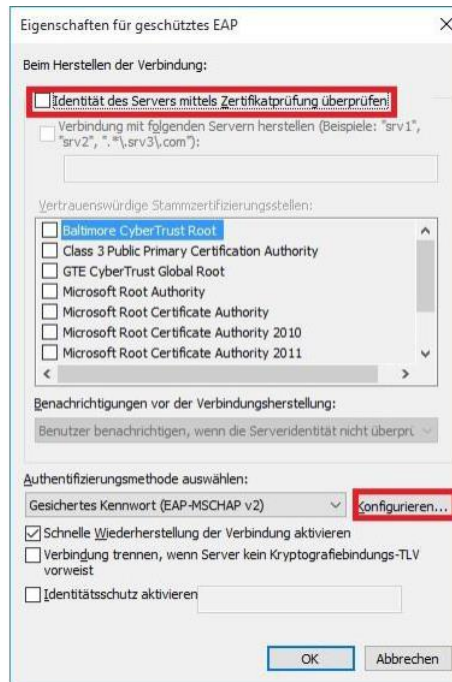 Eigenschaften für geschütztes EAP
Beim Herstellen der Verbindung:
Identität des Servers mittels Zertifikatprüfung überprüfen
Verbindung mit folgenden Servern herstellen (Beispiele: "srv1",
"srv2", ".*\.srv3\.com"):
Vertrauenswürdige Stammzertifizierungsstellen:
Baltimore CyberTrust Root
Class 3 Public Primary Certification Authority
GTE CyberTrust Global Root
Microsoft Root Authority
Microsoft Root Certificate Authority
Microsoft Root Certificate Authority 2010
Microsoft Root Certificate Authority 2011
Benachrichtigungen vor der Verbindungsherstellung:
Benutzer benachrichtigen, wenn die Serveridentität nicht überprü
Authentifizierungsmethode auswählen:
Gesichertes Kennwort (EAP-MSCHAP v2) Konfigurieren...
Schnelle Wiederherstellung der Verbindung aktivieren
Verbindung trennen, wenn Server kein Kryptografiebindungs-TLV
vorweist
Identitätsschutz aktivieren
OK Abbrechen